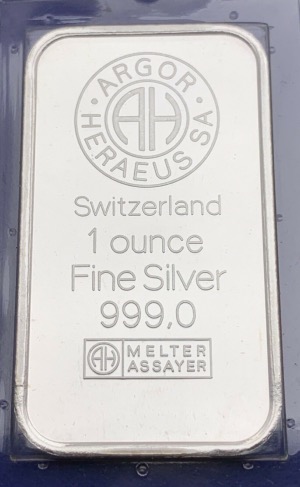 · ARGOR ·
HERAEUS SA
AH
Switzerland
1 ounce
Fine Silver
999,0
AH MELTER
ASSAYER